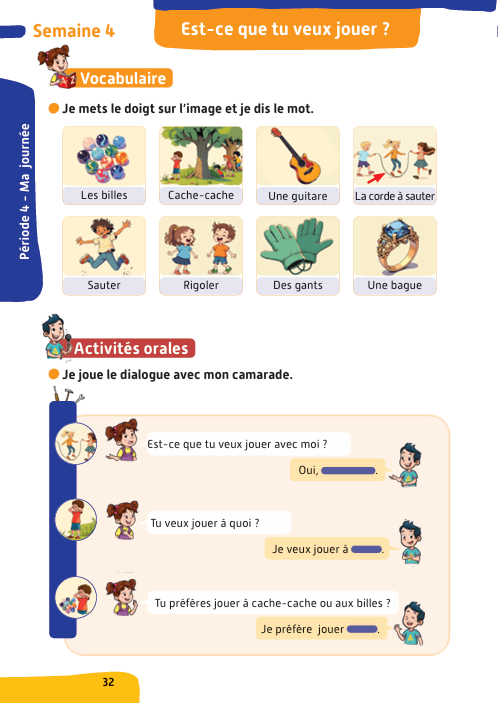 Semaine 4
Est-ce que tu veux jouer ?
Période 4 - Ma journée
A Z
Vocabulaire
Je mets le doigt sur l'image et je dis le mot.
Les billes
Cache-cache
Une guitare
La corde à sauter
Sauter
Rigoler
Des gants
Une bague
Activités orales
Je joue le dialogue avec mon camarade.
Est-ce que tu veux jouer avec moi ?
Oui, .
Tu veux jouer à quoi ?
Je veux jouer à .
Tu préfères jouer à cache-cache ou aux billes ?
Je préfère jouer .
32